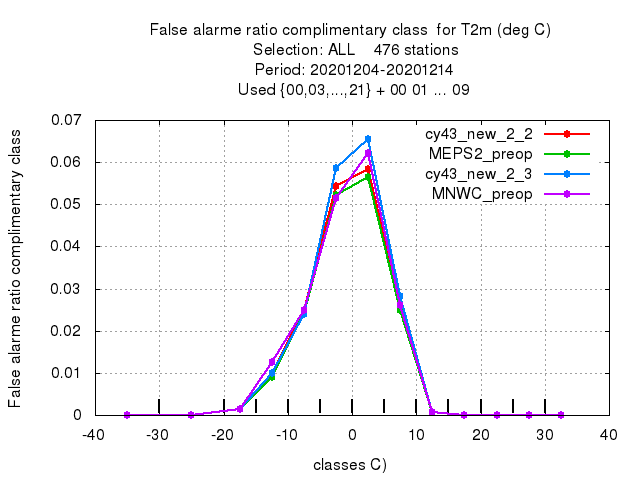 False alarme ratio complimentary class  for T2m (deg C)
Selection: ALL    476 stations
Period: 20201204-20201214
Used {00,03,...,21} + 00 01 ... 09
False alarme ratio complimentary class
0.07
0.06
0.05
0.04
0.03
0.02
0.01
0
cy43_new_2_2
MEPS2_preop
cy43_new_2_3
MNWC_preop
-40 -30 -20 -10 0 10 20 30 40
classes C)